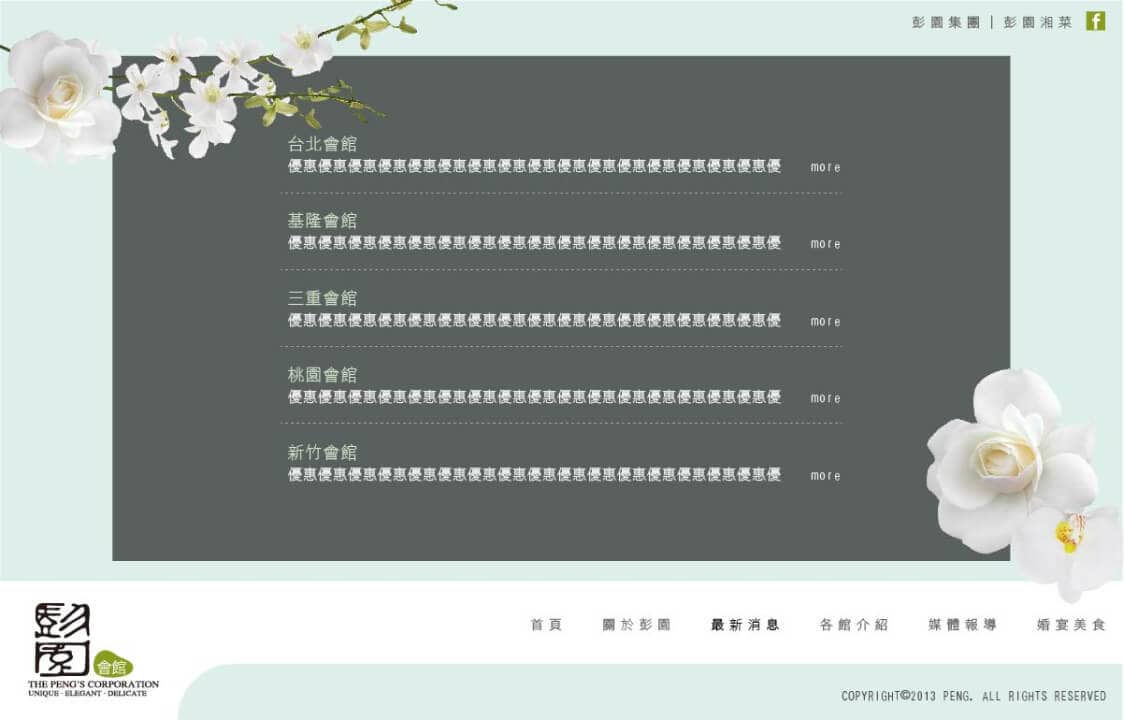 彭園集團 | 彭園湘菜 f
台北會館
優惠優惠優惠優惠優惠優惠優惠優惠優惠優惠優惠優惠優惠優惠優惠優惠優 more
基隆會館
優惠優惠優惠優惠優惠優惠優惠優惠優惠優惠優惠優惠優惠優惠優惠優惠優 more
三重會館
優惠優惠優惠優惠優惠優惠優惠優惠優惠優惠優惠優惠優惠優惠優惠優惠優 more
桃園會館
優惠優惠優惠優惠優惠優惠優惠優惠優惠優惠優惠優惠優惠優惠優惠優惠優 more
新竹會館
優惠優惠優惠優惠優惠優惠優惠優惠優惠優惠優惠優惠優惠優惠優惠優惠優 more
彭園
會館
THE PENG'S CORPORATION
UNIQUE · ELEGANT · DELICATE
首頁 關於彭園 最新消息 各館介紹 媒體報導 婚宴美食
COPYRIGHT©2013 PENG. ALL RIGHTS RESERVED